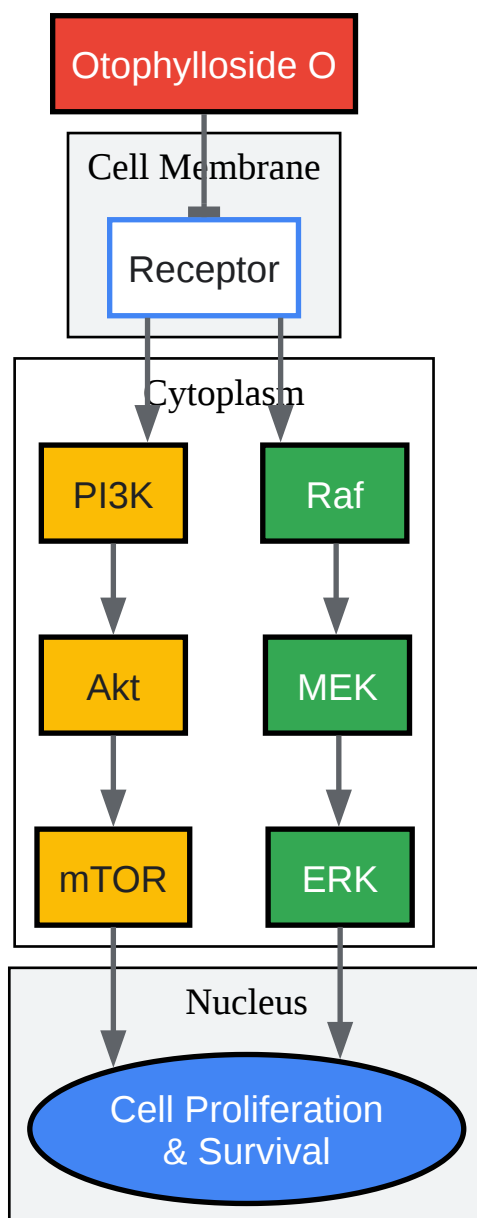 Otophylloside O
Cell Membrane
Receptor
Cytoplasm
PI3K
Raf
Akt
MEK
mTOR
ERK
Nucleus
Cell Proliferation
& Survival